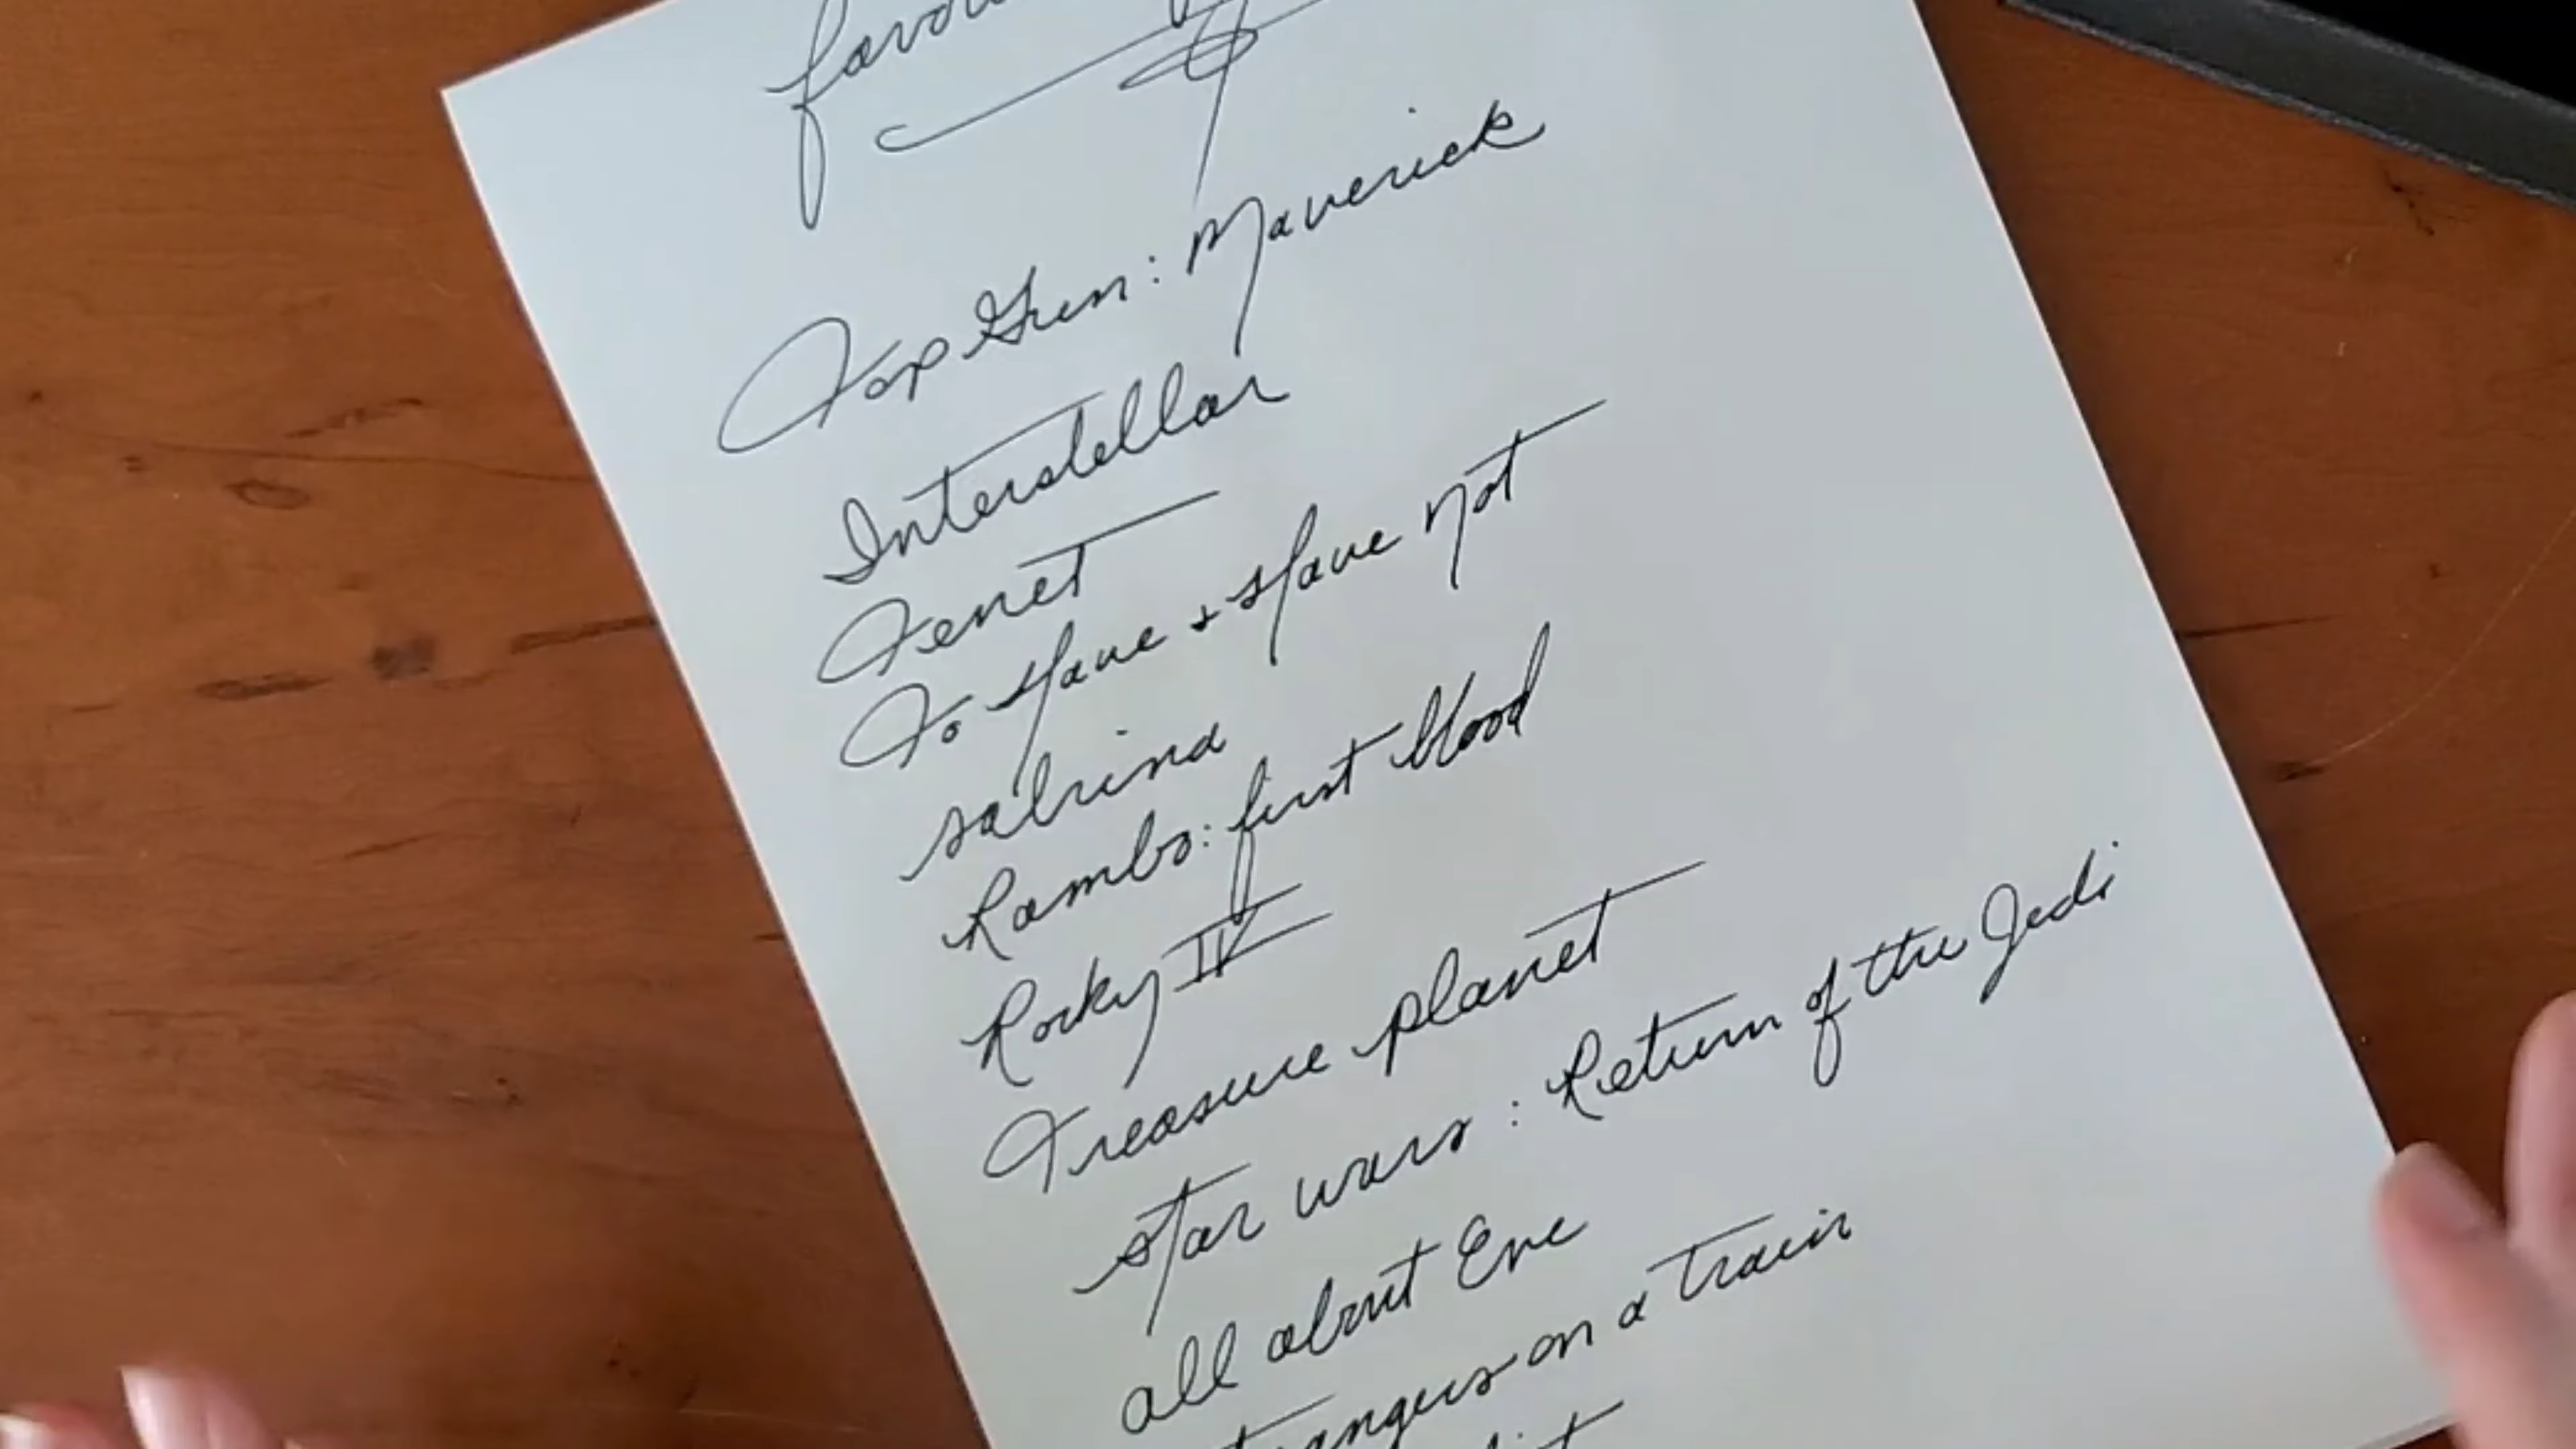 Top Gun: Maverick
Interstellar
Tenet
To Have & Have not
sabrina
Rambo: first blood
Rocky IV
Treasure planet
star wars: Return of the Jedi
all about Eve
on a train